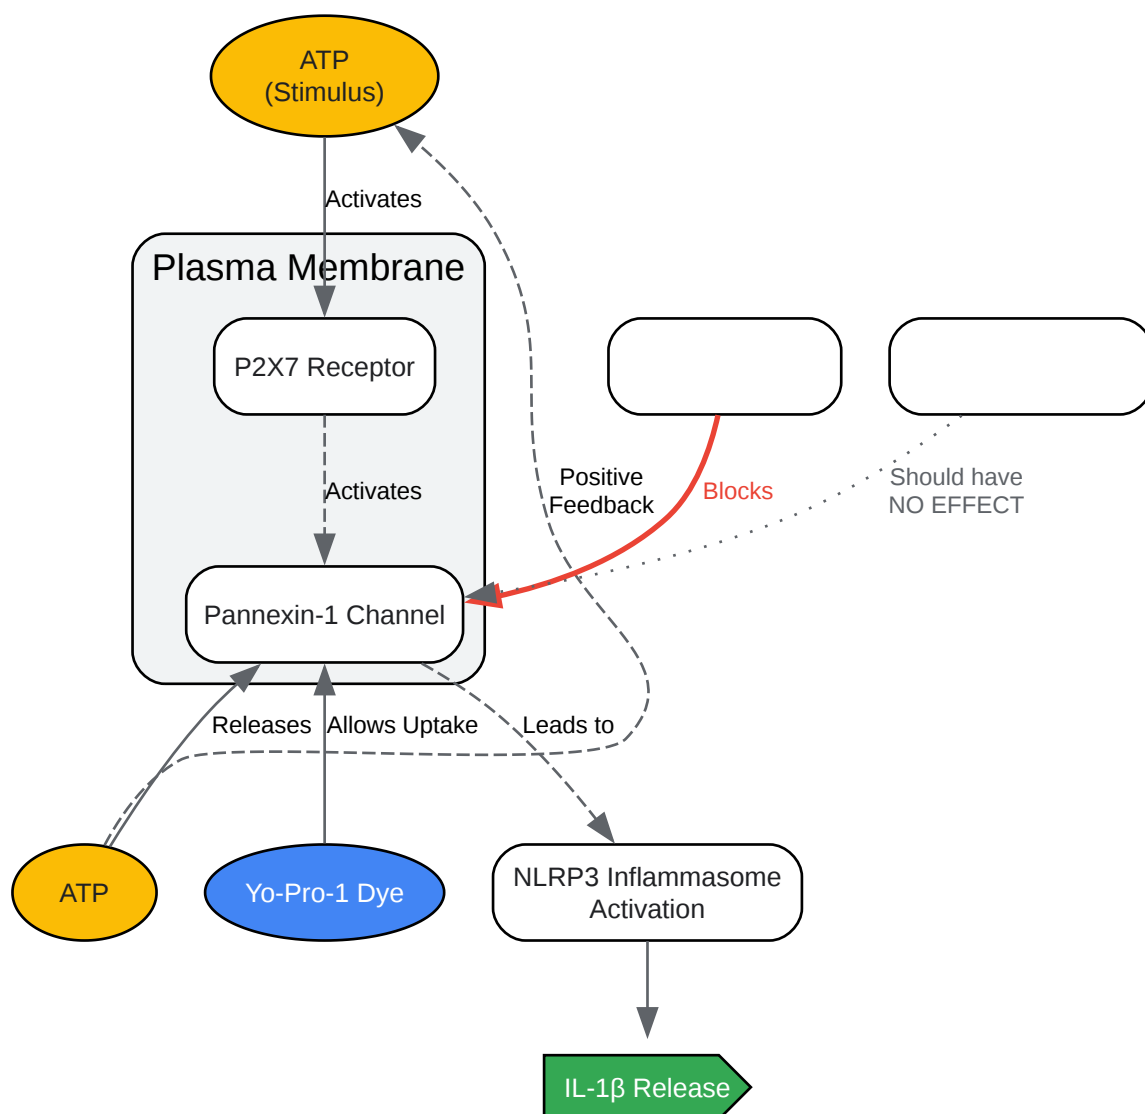 ATP
(Stimulus)
Activates
Plasma Membrane
P2X7 Receptor
Activates
Positive
Feedback
Blocks
Should have
NO EFFECT
Pannexin-1 Channel
Releases
Allows Uptake
Leads to
ATP
Yo-Pro-1 Dye
NLRP3 Inflammasome
Activation
IL-1β Release